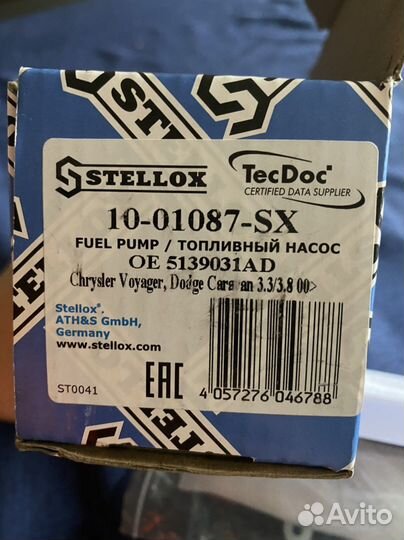 STELLOX
TecDoc
CERTIFIED DATA SUPPLIER
10-01087-SX
FUEL PUMP / ТОПЛИВНЫЙ НАСОС
OE 5139031AD
Chrysler Voyager, Dodge Caravan 3.3/3.8 00>
Stellox®.
ATH&S GmbH,
Germany
www.stellox.com
ST0041
EAC
4 057276 046788
Avito